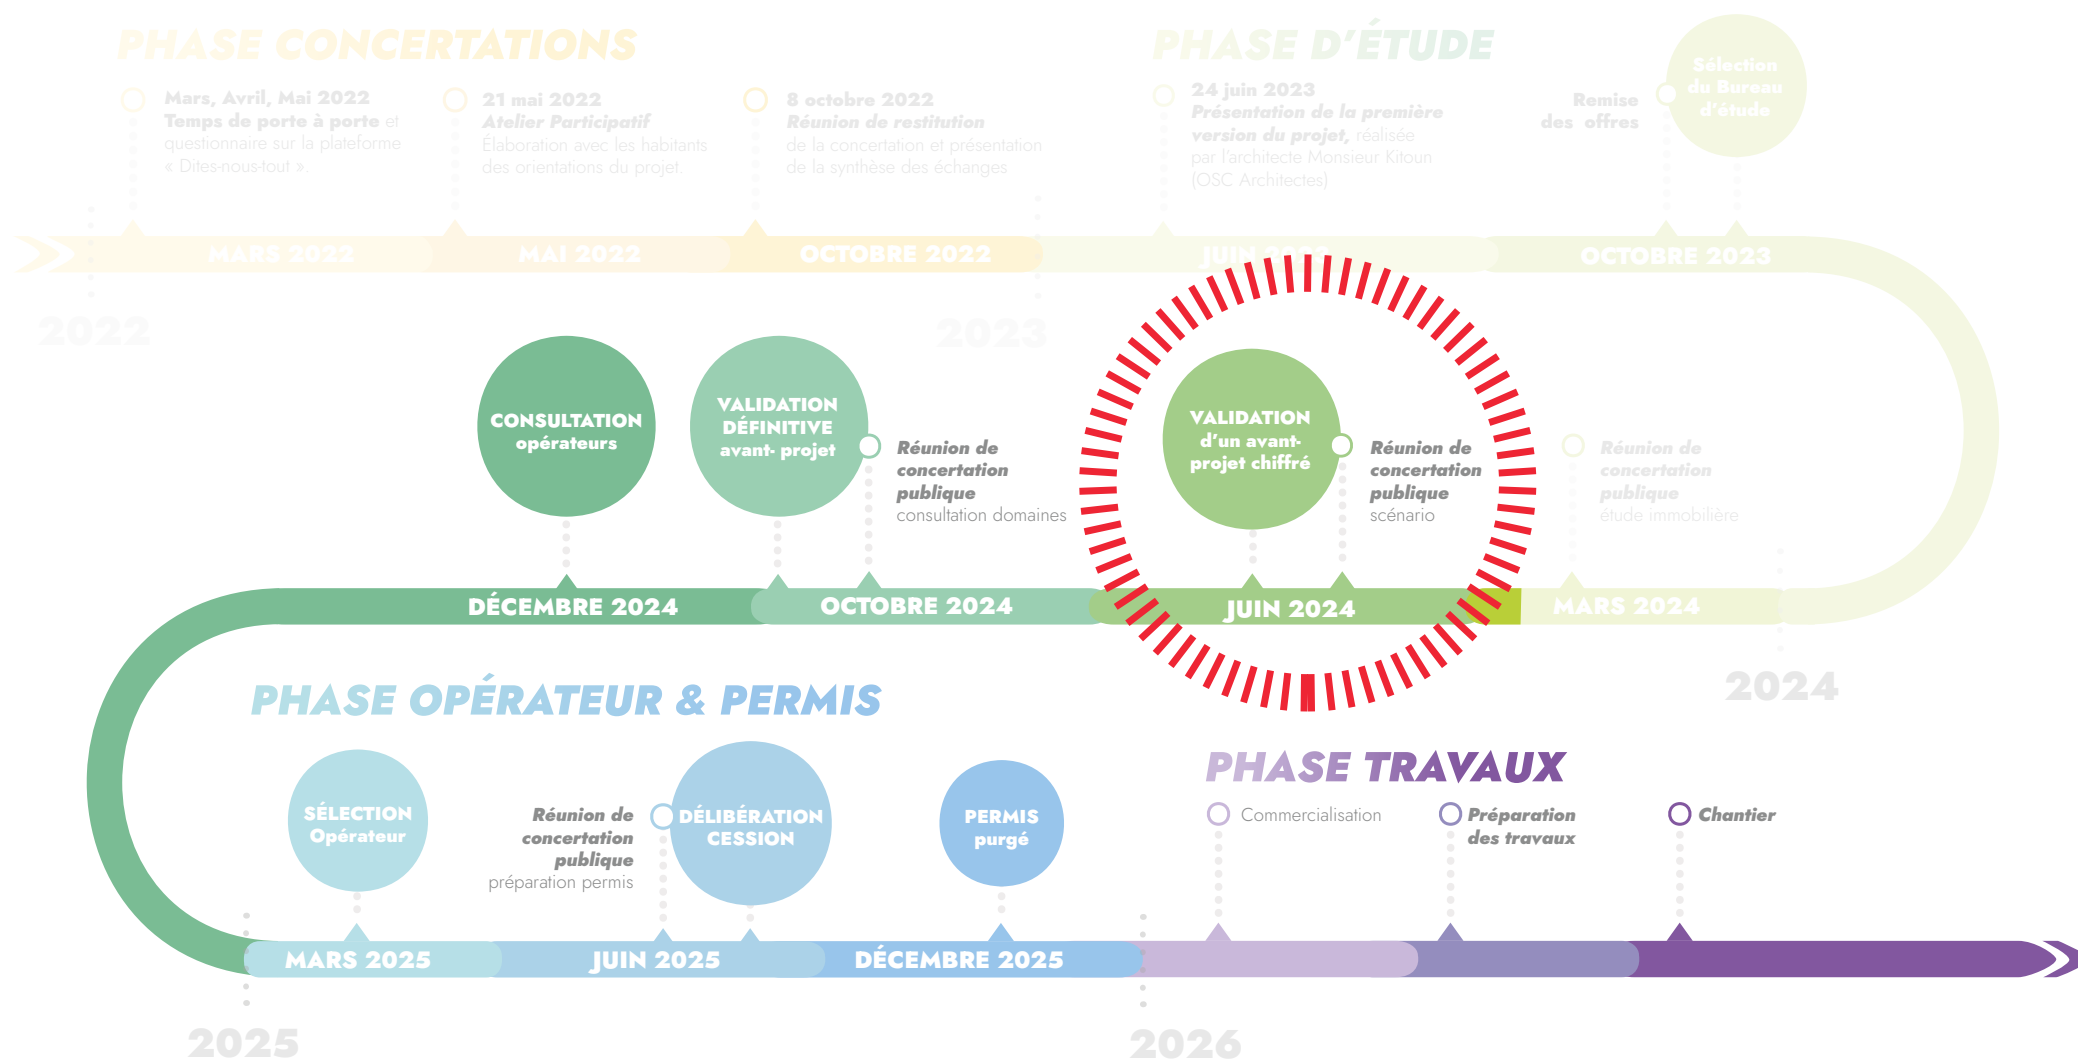 PHASE CONCERTATIONS
Mars, Avril, Mai 2022
Temps de porte à porte et
questionnaire sur la plateforme
« Dites-nous-tout ».
21 mai 2022
Atelier Participatif
Élaboration avec les habitants
des orientations du projet.
8 octobre 2022
Réunion de restitution
de la concertation et présentation
de la synthèse des échanges
PHASE D'ÉTUDE
24 juin 2023
Présentation de la première
version du projet, réalisée
par l'architecte Monsieur Kitoun
(OSC Architectes)
Remise
des offres
Sélection
du Bureau
d'étude
MARS 2022
MAI 2022
OCTOBRE 2022
JUIN 2023
OCTOBRE 2023
2022
2023
CONSULTATION
opérateurs
VALIDATION
DÉFINITIVE
avant- projet
Réunion de
concertation
publique
consultation domaines
VALIDATION
d'un avant-
projet chiffré
Réunion de
concertation
publique
scénario
Réunion de
concertation
publique
étude immobilière
DÉCEMBRE 2024
OCTOBRE 2024
JUIN 2024
MARS 2024
2024
PHASE OPÉRATEUR & PERMIS
SÉLECTION
Opérateur
Réunion de
concertation
publique
préparation permis
DÉLIBÉRATION
CESSION
PERMIS
purgé
PHASE TRAVAUX
Commercialisation
Préparation
des travaux
Chantier
MARS 2025
JUIN 2025
DÉCEMBRE 2025
2025
2026